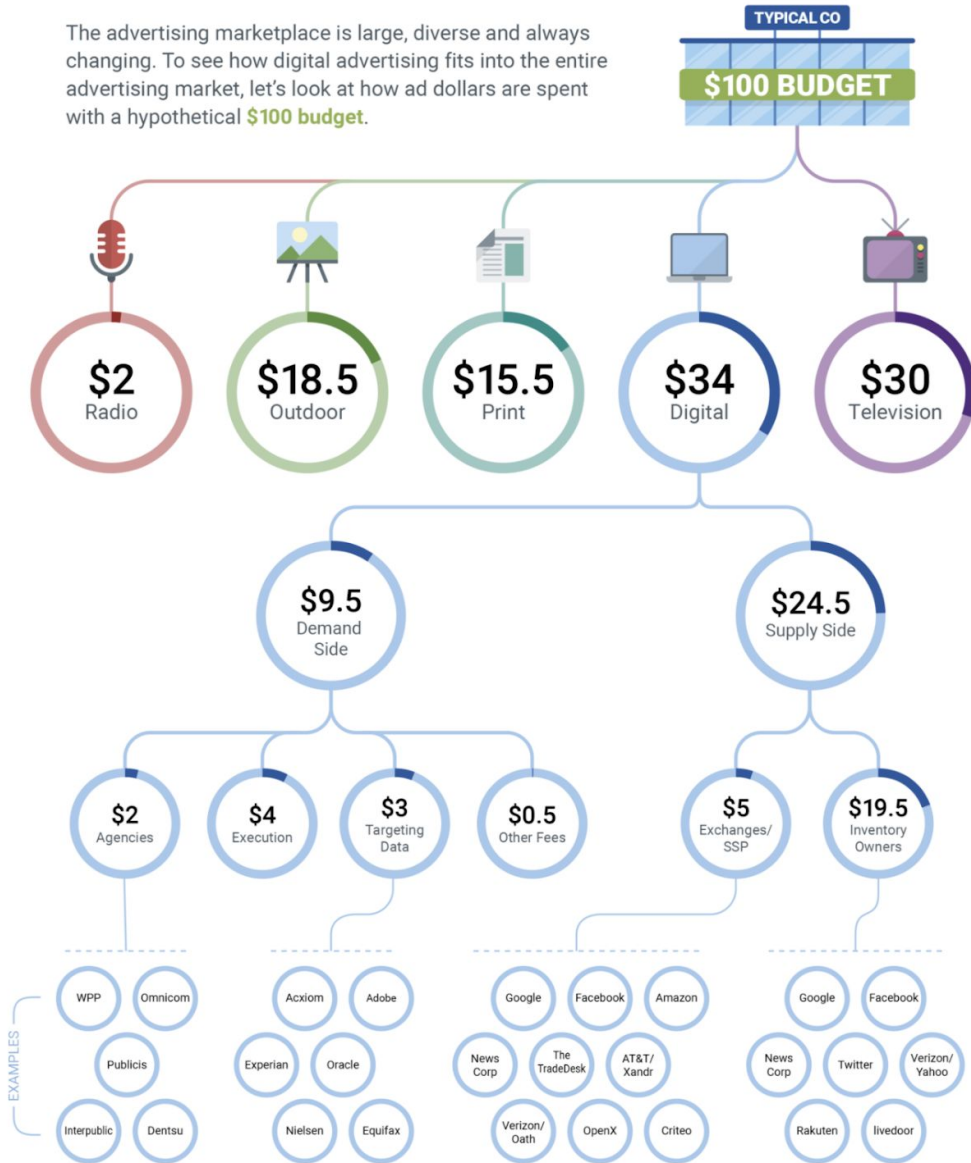 The advertising marketplace is large, diverse and always
changing. To see how digital advertising fits into the entire
advertising market, let’s look at how ad dollars are spent
with a hypothetical $100 budget.
TYPICAL CO
$100 BUDGET
$2
Radio
$18.5
Outdoor
$15.5
Print
$34
Digital
$30
Television
$9.5
Demand
Side
$24.5
Supply Side
$2
Agencies
$4
Execution
$3
Targeting
Data
$0.5
Other Fees
$5
Exchanges/
SSP
$19.5
Inventory
Owners
EXAMPLES
WPP
Omnicom
Publicis
Interpublic
Dentsu
Acxiom
Adobe
Experian
Oracle
Nielsen
Equifax
Google
Facebook
Amazon
News
Corp
The
TradeDesk
AT&T/
Xandr
Verizon/
Oath
OpenX
Criteo
Google
Facebook
News
Corp
Twitter
Verizon/
Yahoo
Rakuten
livedoor